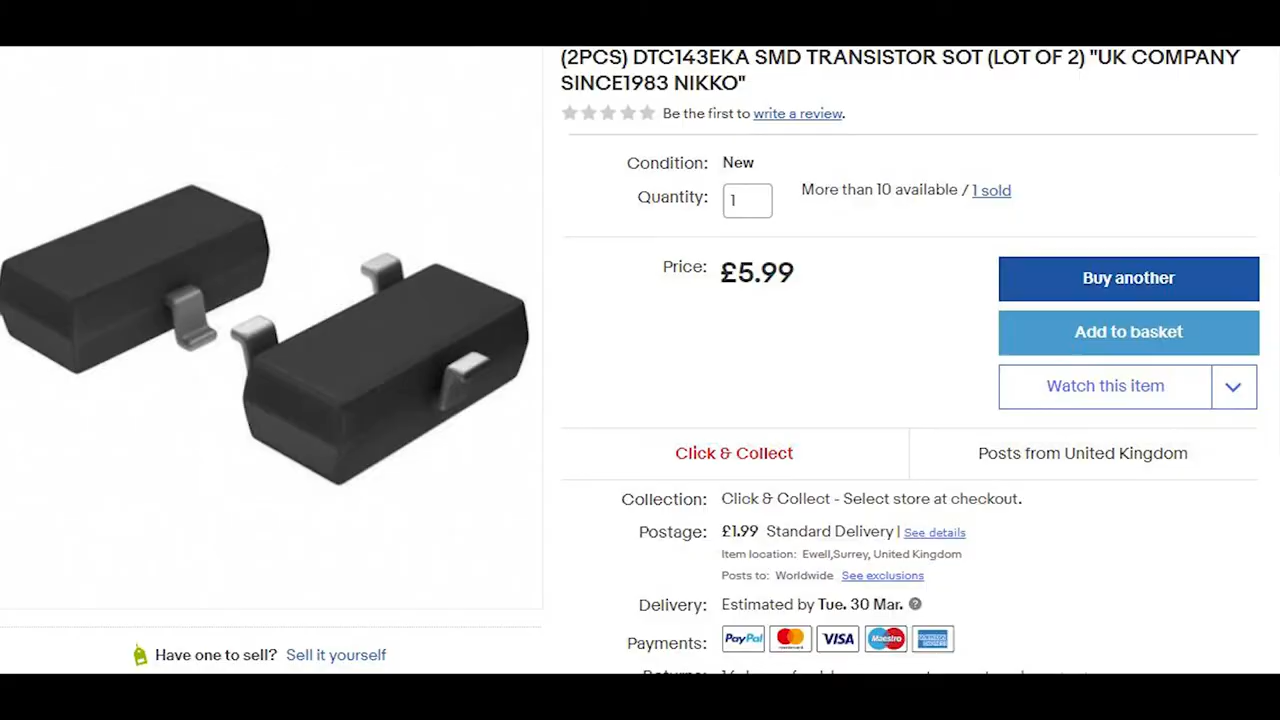 (2PCS) DTC143EKA SMD TRANSISTOR SOT (LOT OF 2) "UK COMPANY
SINCE1983 NIKKO"
Be the first to write a review.
Condition: New
Quantity: 1 More than 10 available / 1 sold
Price: £5.99
Buy another
Add to basket
Watch this item
Click & Collect Posts from United Kingdom
Collection: Click & Collect - Select store at checkout.
Postage: £1.99 Standard Delivery | See details
Item location: Ewell,Surrey, United Kingdom
Posts to: Worldwide See exclusions
Delivery: Estimated by Tue. 30 Mar. ?
Payments: PayPal mastercard VISA Maestro
Have one to sell? Sell it yourself